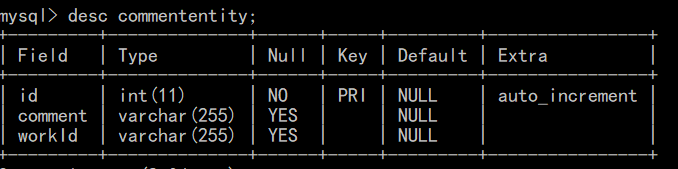 mysql> desc commententity;
+---------+--------------+------+-----+---------+----------------+
| Field   | Type         | Null | Key | Default | Extra          |
+---------+--------------+------+-----+---------+----------------+
| id      | int(11)      | NO   | PRI | NULL    | auto_increment |
| comment | varchar(255) | YES  |     | NULL    |                |
| workId  | varchar(255) | YES  |     | NULL    |                |
+---------+--------------+------+-----+---------+----------------+